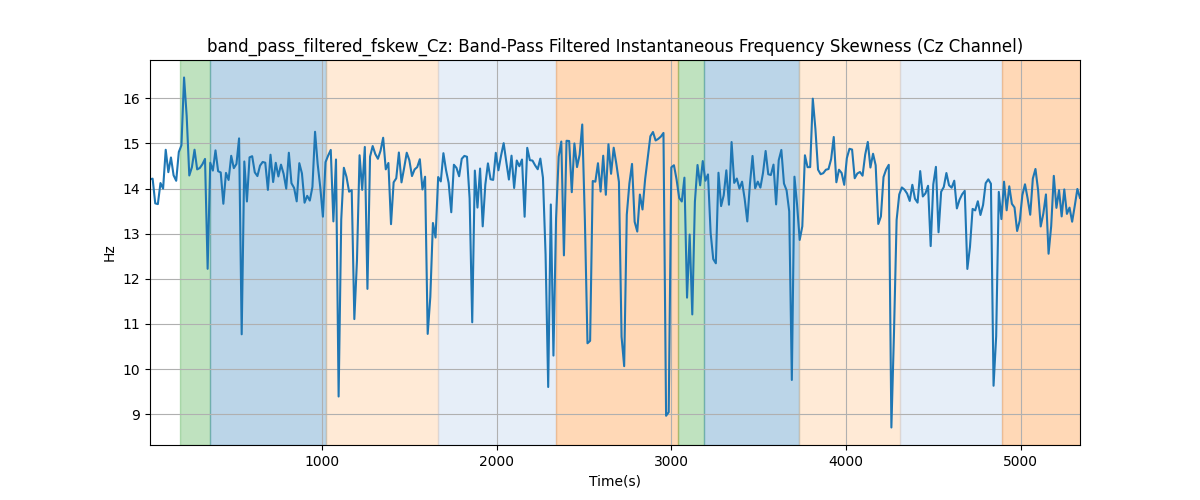 band_pass_filtered_fskew_Cz: Band-Pass Filtered Instantaneous Frequency Skewness (Cz Channel)
16
15
14
13
12
11
10
9
Hz
1000 2000 3000 4000 5000
Time(s)